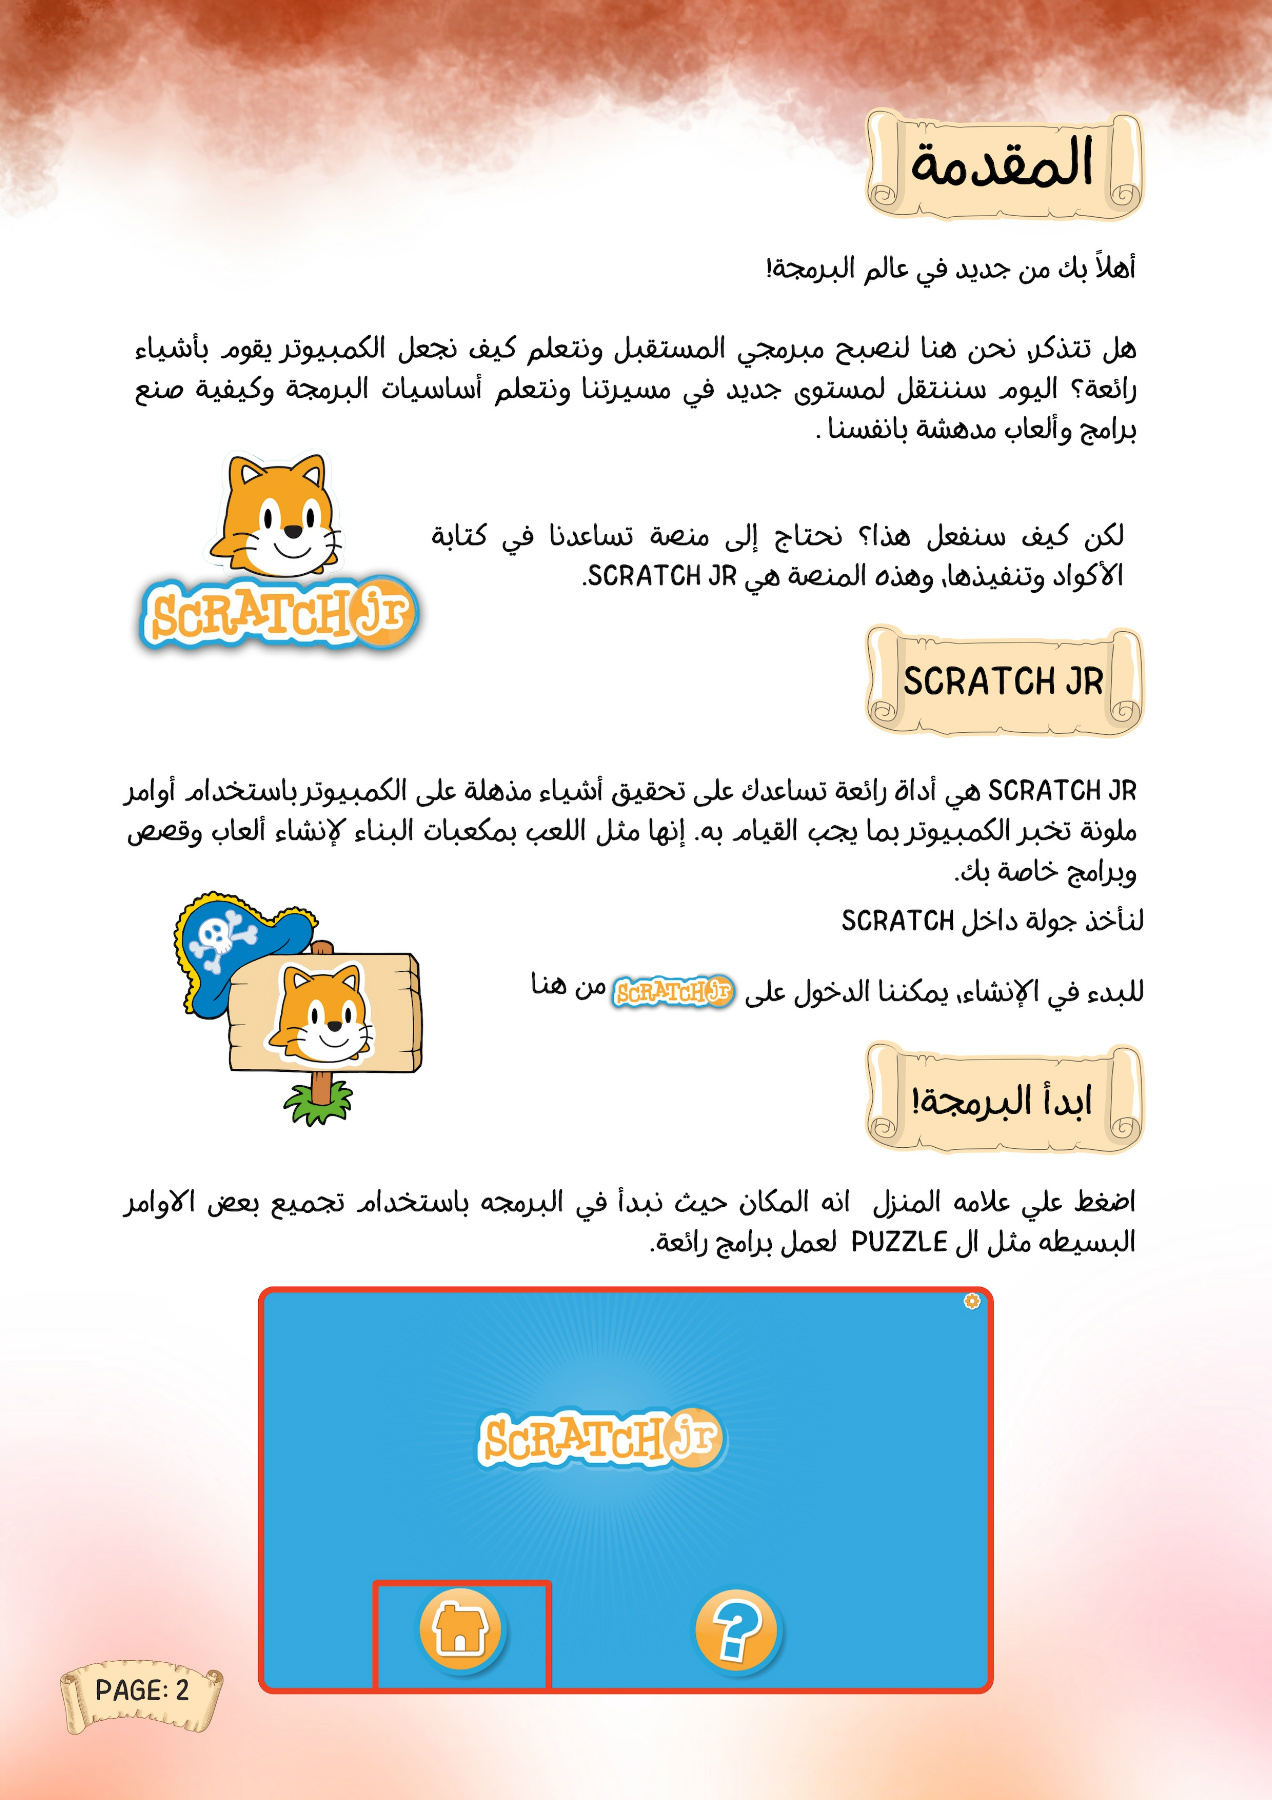 المقدمة
أهلاً بك من جديد في عالم البرمجة!
هل تتذكر، نحن هنا لنصبح مبرمجي المستقبل ونتعلم كيف نجعل الكمبيوتر يقوم بأشياء
رائعة؟ اليوم سننتقل لمستوى جديد في مسيرتنا ونتعلم أساسيات البرمجة وكيفية صنع
برامج وألعاب مدهشة بانفسنا .
لكن كيف سنفعل هذا؟ نحتاج إلى منصة تساعدنا في كتابة
الأكواد وتنفيذها، وهذه المنصة هي SCRATCH JR.
SCRATCH jr
SCRATCH JR
SCRATCH JR هي أداة رائعة تساعدك على تحقيق أشياء مذهلة على الكمبيوتر باستخدام أوامر
ملونة تخبر الكمبيوتر بما يجب القيام به. إنها مثل اللعب بمكعبات البناء لإنشاء ألعاب وقصص
وبرامج خاصة بك.
لنأخذ جولة داخل SCRATCH
للبدء في الإنشاء، يمكننا الدخول على SCRATCH jr من هنا
ابدأ البرمجة!
اضغط علي علامه المنزل انه المكان حيث نبدأ في البرمجه باستخدام تجميع بعض الاوامر
البسيطه مثل ال PUZZLE لعمل برامج رائعة.
SCRATCH jr
?
PAGE: 2